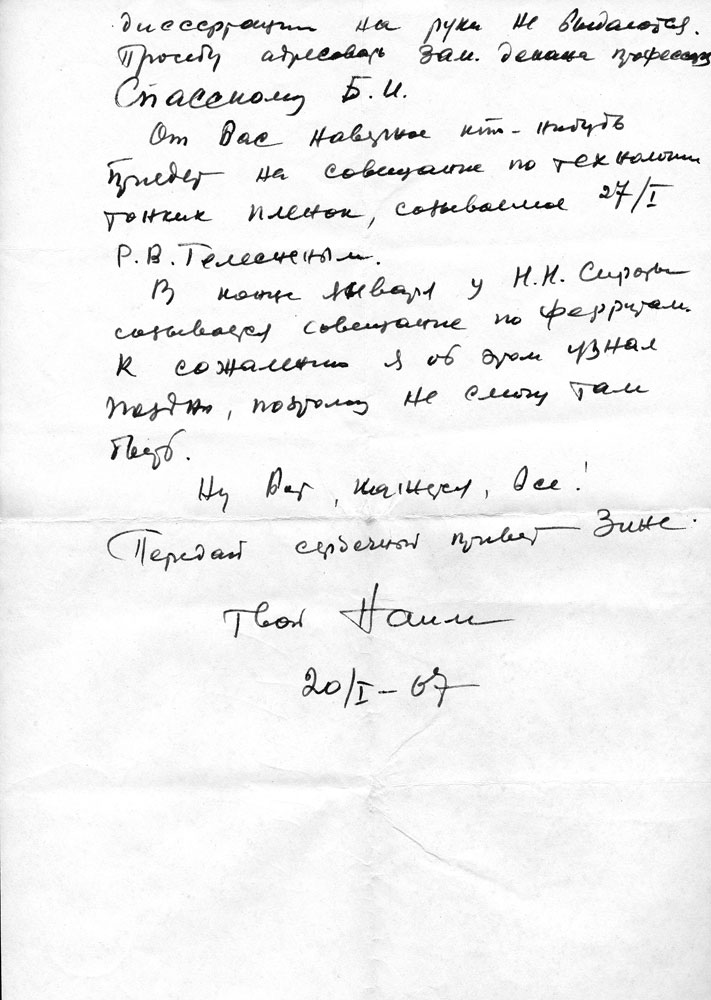 диссертации на руки не выдаются.
Просьбу адресовать зам. декана профессору
Спасскому Б.И.
От Вас наверное кто-нибудь
приедет на совещание по технологии
тонких пленок, созываемое 27/I
Р.В. Телесниным.
В конце января у Н.Н. Сироты
созывается совещание по ферритам.
К сожалению я об этом узнал
поздно, поэтому не смогу там
быть.
Ну вот, кажется, все!
Передай сердечный привет Зине.
Твой Наим
20/I – 67